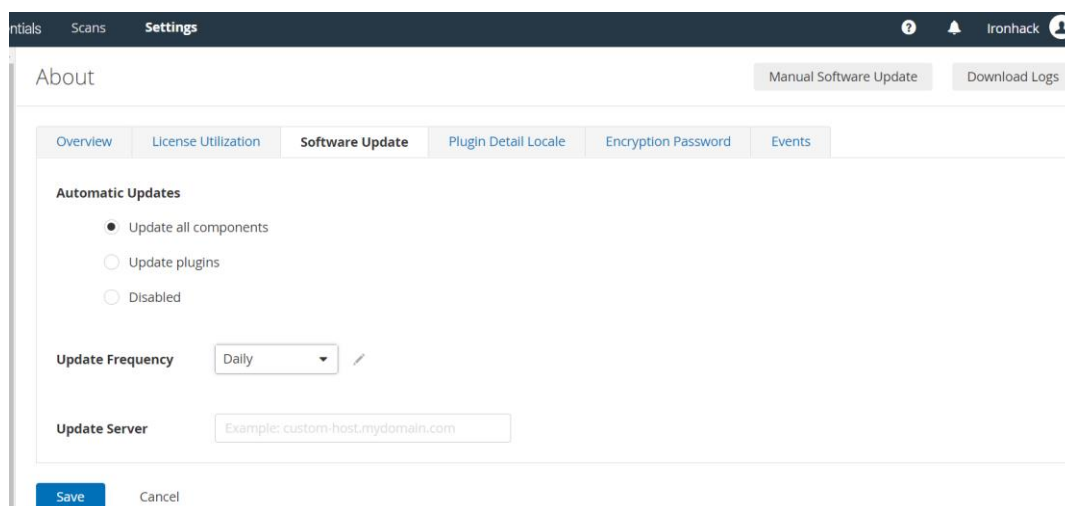 Scans Settings Ironhack
About Manual Software Update Download Logs
Overview License Utilization Software Update Plugin Detail Locale Encryption Password Events
Automatic Updates
Update all components
Update plugins
Disabled
Update Frequency Daily
Update Server Example: custom-host.mydomain.com
Save Cancel